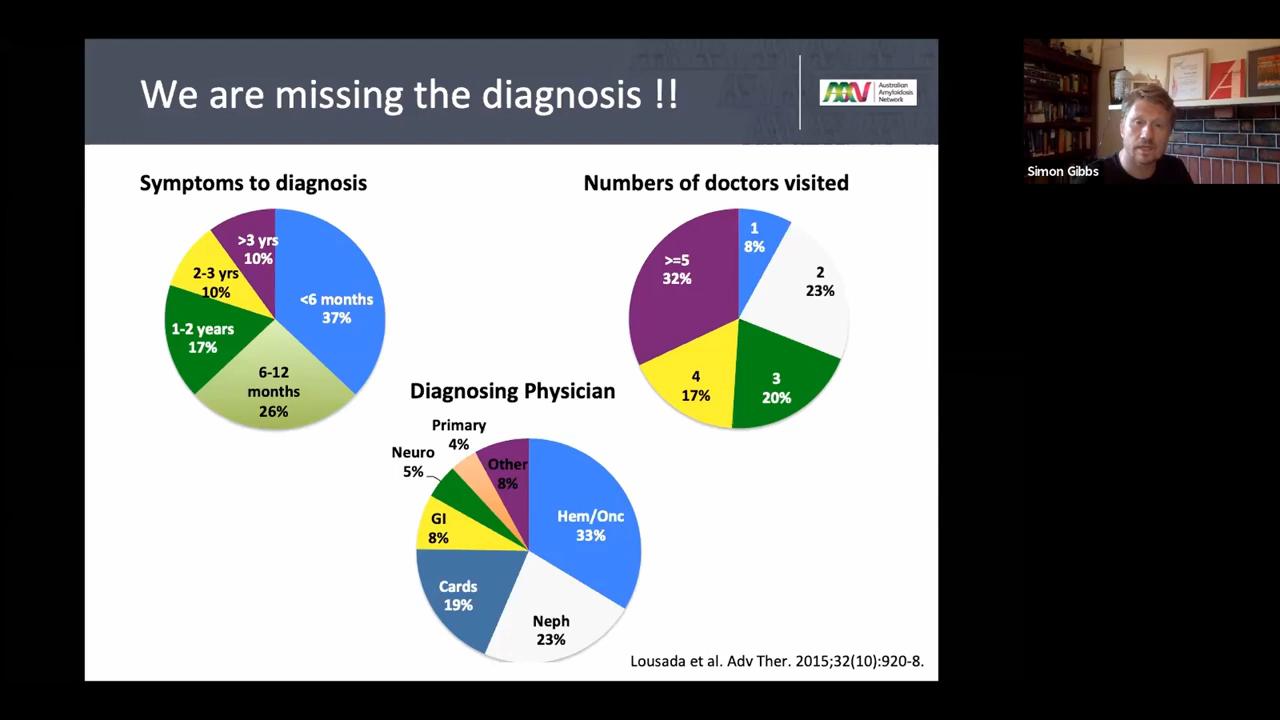 We are missing the diagnosis !!
AAN
Australian
Amyloidosis
Network
Simon Gibbs
Symptoms to diagnosis
>3 yrs
10%
2-3 yrs
10%
<6 months
37%
1-2 years
17%
6-12
months
26%
Numbers of doctors visited
1
8%
>=5
32%
2
23%
4
17%
3
20%
Diagnosing Physician
Primary
4%
Neuro
5%
Other
8%
GI
8%
Hem/Onc
33%
Cards
19%
Neph
23%
Lousada et al. Adv Ther. 2015;32(10):920-8.